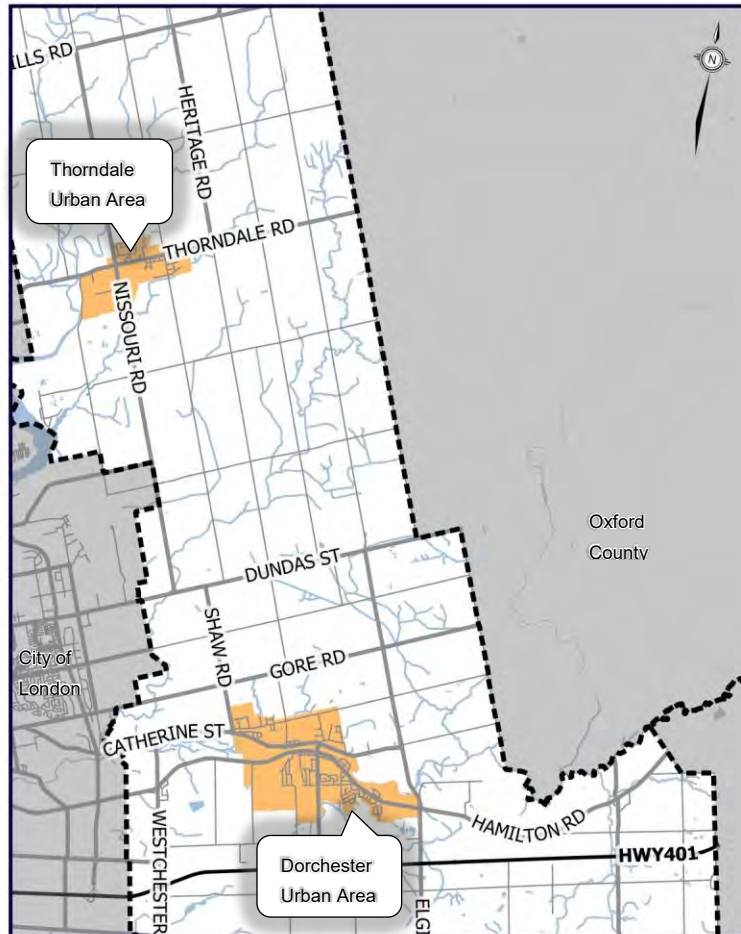 ILLS RD
N
HERITAGE RD
Thorndale
Urban Area
THORNDALE RD
NISSOURI RD
Oxford
County
DUNDAS ST
SHAW RD
City of
London
GORE RD
CATHERINE ST
WESTCHESTER
HAMILTON RD
HWY401
Dorchester
Urban Area
ELGI